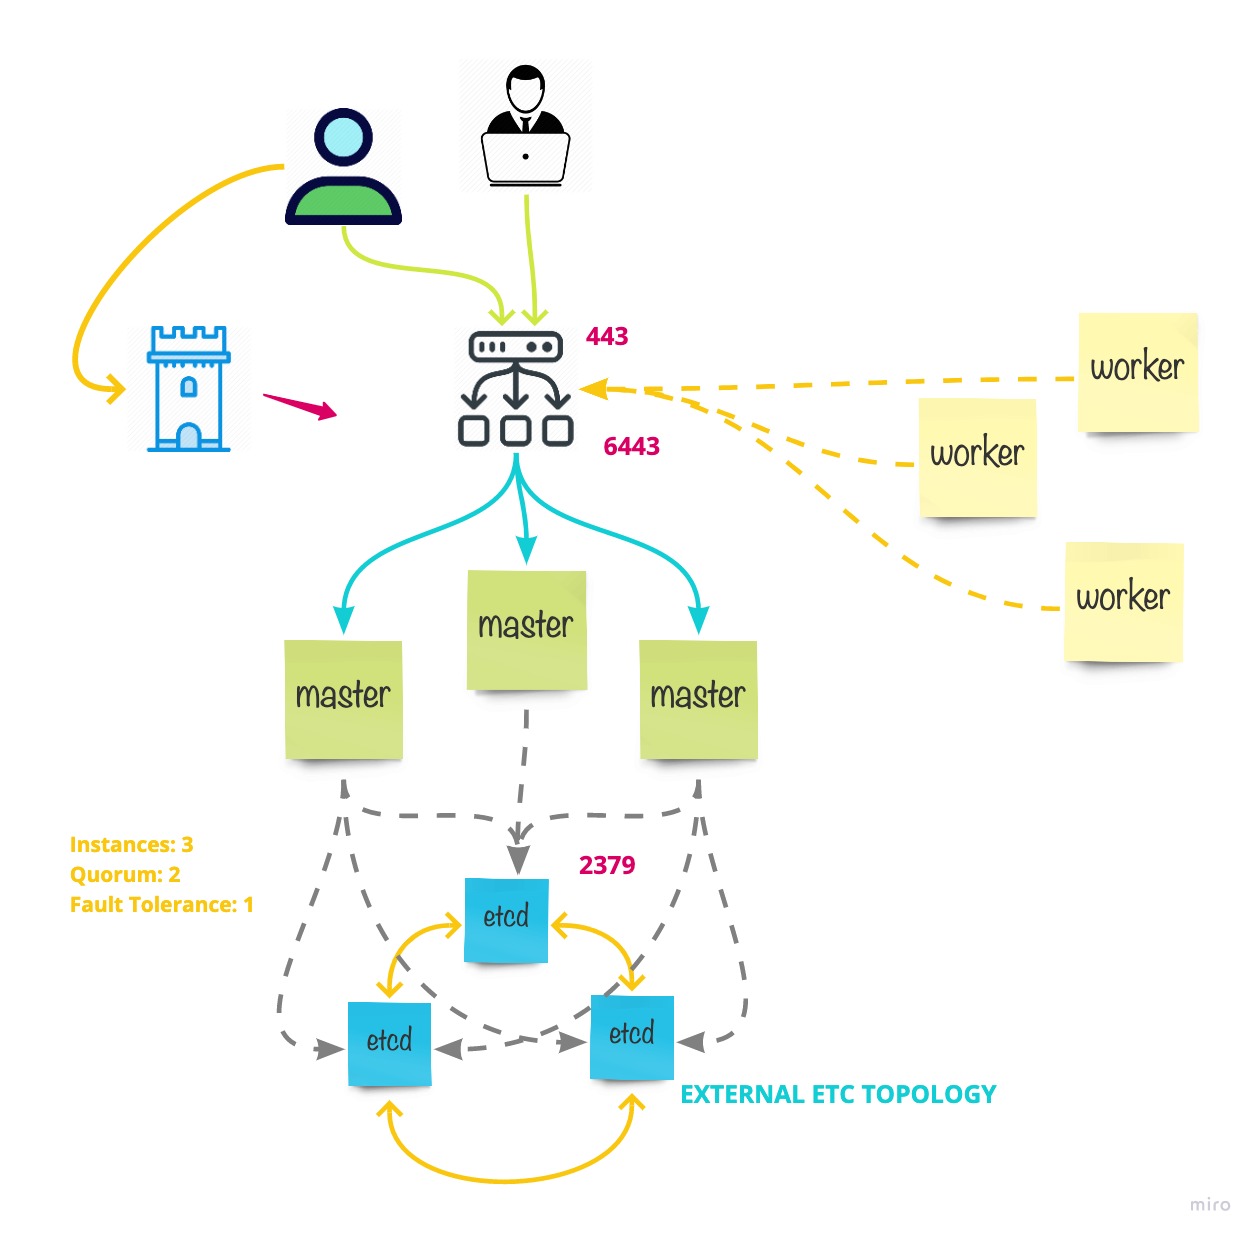 443
worker
worker
6443
worker
master
master
master
Instances: 3
Quorum: 2
Fault Tolerance: 1
2379
etcd
etcd
etcd
EXTERNAL ETC TOPOLOGY
miro